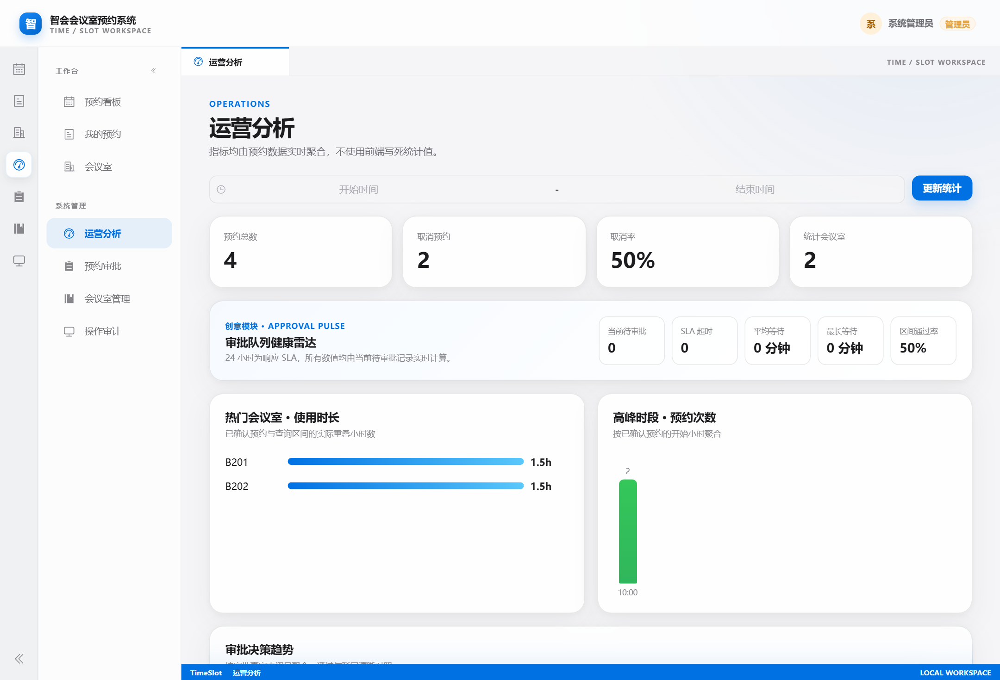 智
智会会议室预约系统
TIME / SLOT WORKSPACE
系
系统管理员
管理员
工作台
预约看板
我的预约
会议室
系统管理
运营分析
预约审批
会议室管理
操作审计
运营分析
TIME / SLOT WORKSPACE
OPERATIONS
运营分析
指标均由预约数据实时聚合，不使用前端写死统计值。
开始时间
-
结束时间
更新统计
预约总数
4
取消预约
2
取消率
50%
统计会议室
2
创意模块 • APPROVAL PULSE
审批队列健康雷达
24 小时为响应 SLA，所有数值均由当前待审批记录实时计算。
当前待审批
0
SLA 超时
0
平均等待
0 分钟
最长等待
0 分钟
区间通过率
50%
热门会议室 • 使用时长
已确认预约与查询区间的实际重叠小时数
B201
1.5h
B202
1.5h
高峰时段 • 预约次数
按已确认预约的开始小时聚合
2
10:00
审批决策趋势
TimeSlot
运营分析
LOCAL WORKSPACE